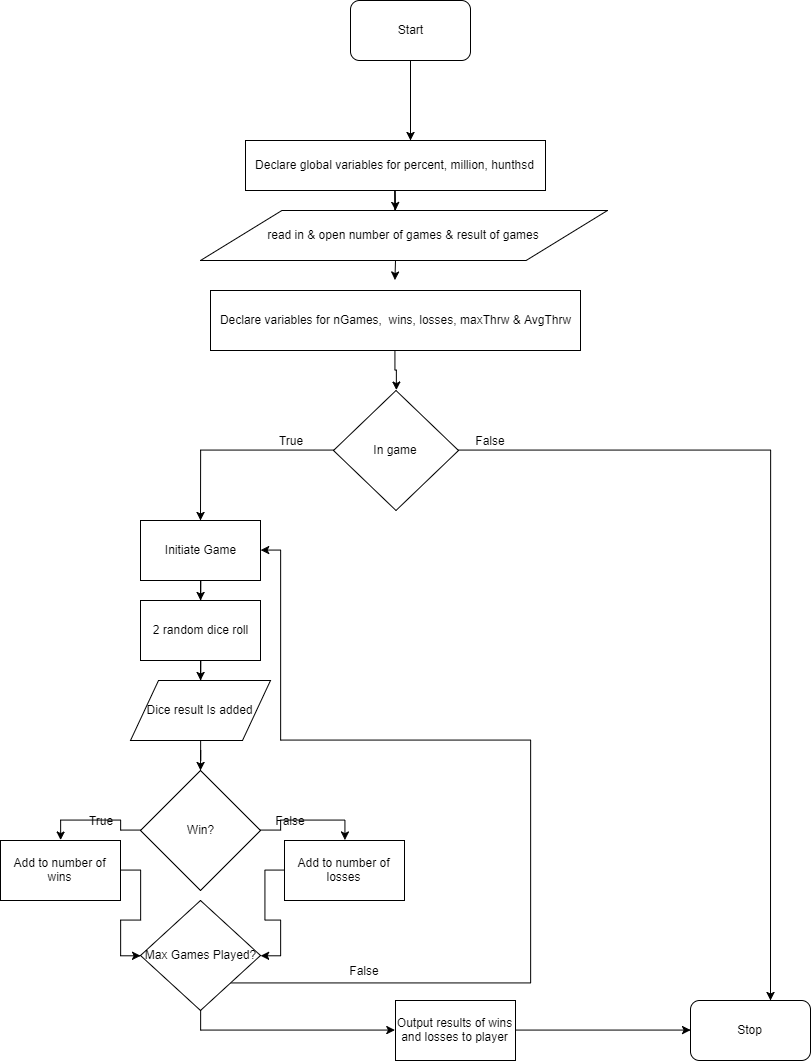 Start
Declare global variables for percent, million, hunthsd
read in & open number of games & result of games
Declare variables for nGames,  wins, losses, maxThrw & AvgThrw
In game
True
False
Initiate Game
2 random dice roll
Dice result Is added
Win?
True
False
Add to number of
wins
Add to number of
losses
Max Games Played?
False
Output results of wins
and losses to player
Stop